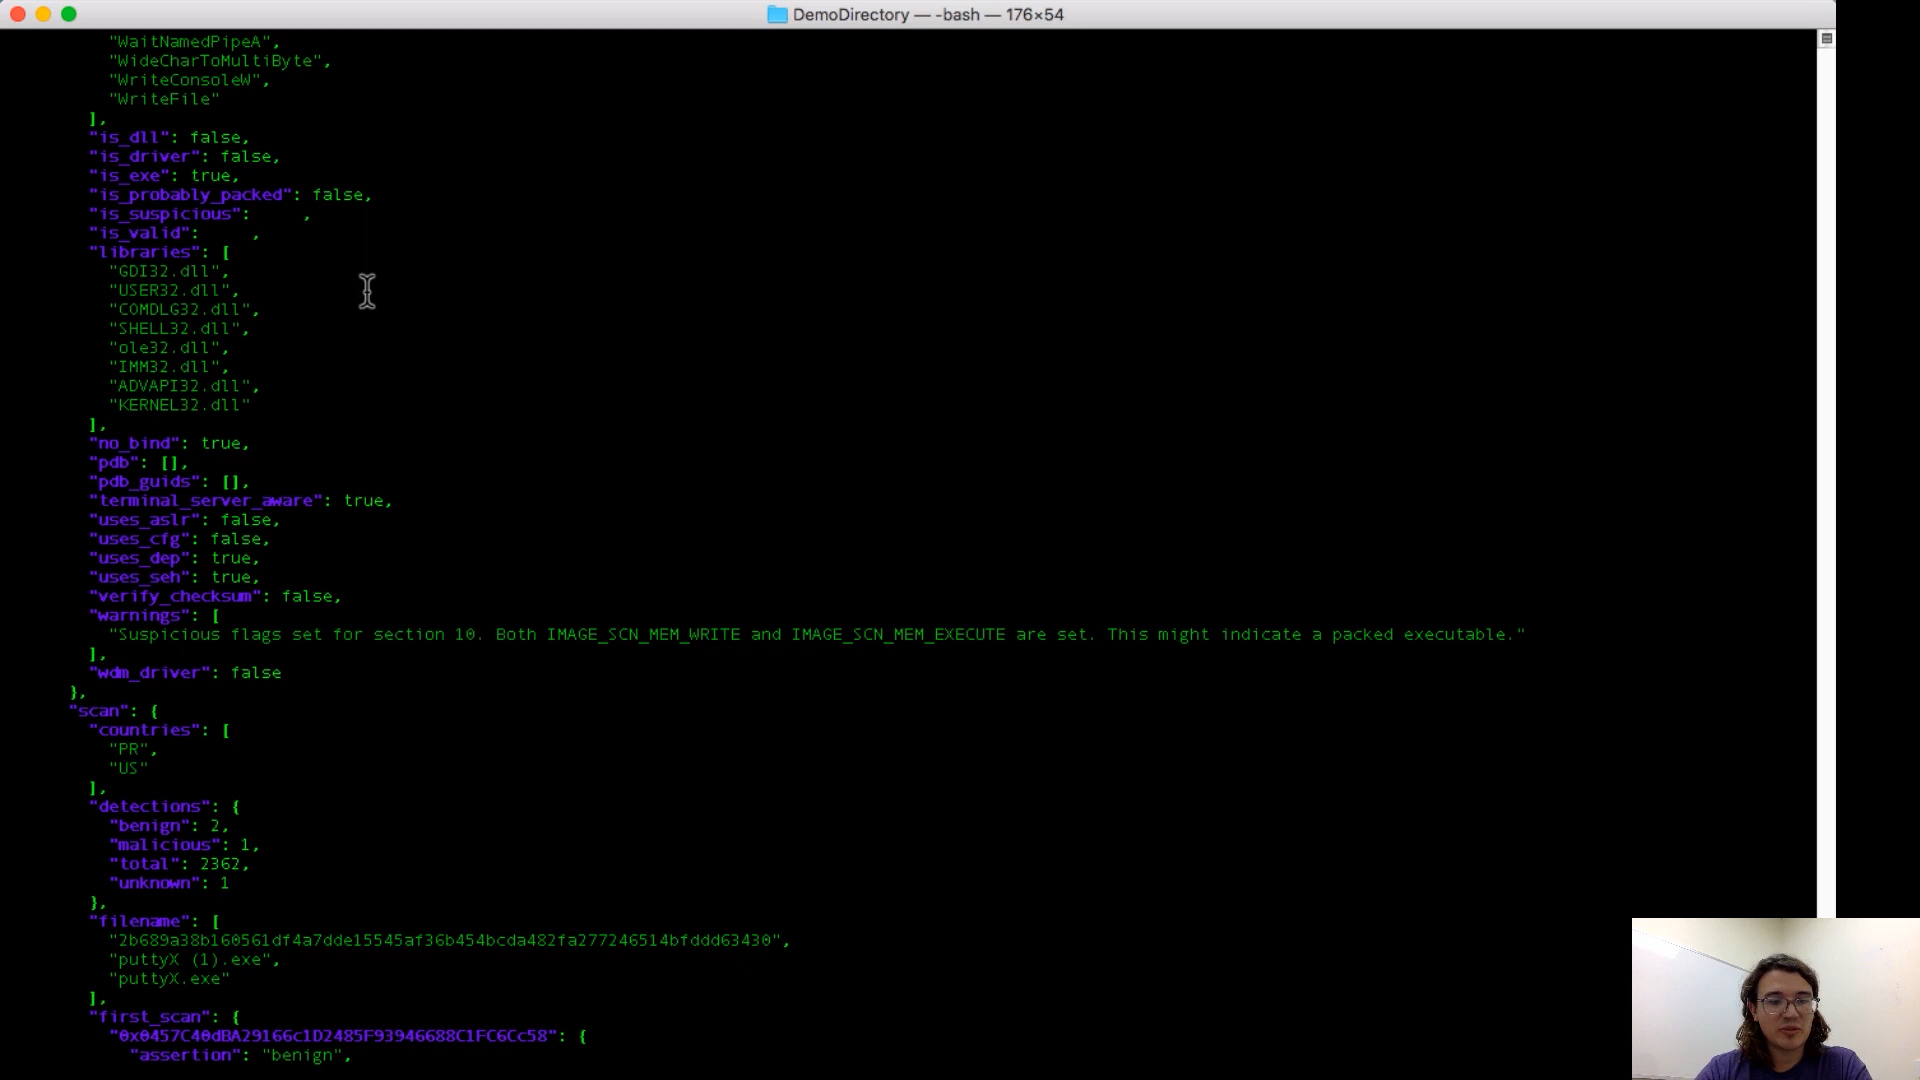 DemoDirectory — -bash — 176×54
"WaitNamedPipeA",
"WideCharToMultiByte",
"WriteConsoleW",
"WriteFile"
],
"is_dll": false,
"is_driver": false,
"is_exe": true,
"is_probably_packed": false,
"is_suspicious": ,
"is_valid": ,
"libraries": [
"GDI32.dll",
"USER32.dll",
"COMDLG32.dll",
"SHELL32.dll",
"ole32.dll",
"IMM32.dll",
"ADVAPI32.dll",
"KERNEL32.dll"
],
"no_bind": true,
"pdb": [],
"pdb_guids": [],
"terminal_server_aware": true,
"uses_aslr": false,
"uses_cfg": false,
"uses_dep": true,
"uses_seh": true,
"verify_checksum": false,
"warnings": [
"Suspicious flags set for section 10. Both IMAGE_SCN_MEM_WRITE and IMAGE_SCN_MEM_EXECUTE are set. This might indicate a packed executable."
],
"wdm_driver": false
},
"scan": {
"countries": [
"PR",
"US"
],
"detections": {
"benign": 2,
"malicious": 1,
"total": 2362,
"unknown": 1
},
"filename": [
"2b689a38b160561df4a7dde15545af36b454bcda482fa277246514bfddd63430",
"puttyX (1).exe",
"puttyX.exe"
],
"first_scan": {
"0x0457C40dBA29166c1D2485F93946688C1FC6Cc58": {
"assertion": "benign",